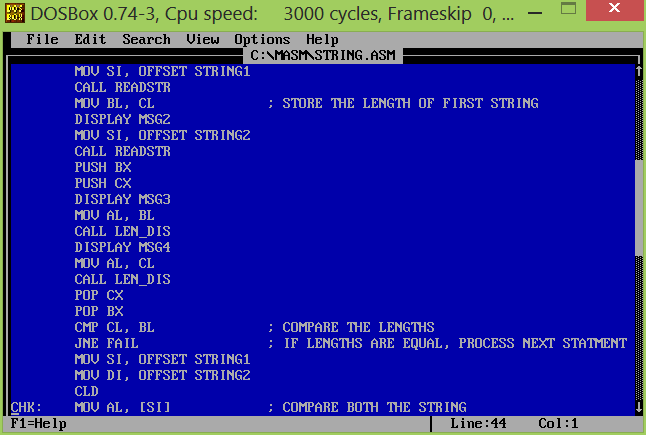 DOSBox 0.74-3, Cpu speed: 3000 cycles, Frameskip 0, ...
File Edit Search View Options Help
C:\MASM\STRING.ASM
MOV SI, OFFSET STRING1
CALL READSTR
MOV BL, CL ; STORE THE LENGTH OF FIRST STRING
DISPLAY MSG2
MOV SI, OFFSET STRING2
CALL READSTR
PUSH BX
PUSH CX
DISPLAY MSG3
MOV AL, BL
CALL LEN_DIS
DISPLAY MSG4
MOV AL, CL
CALL LEN_DIS
POP CX
POP BX
CMP CL, BL ; COMPARE THE LENGTHS
JNE FAIL ; IF LENGTHS ARE EQUAL, PROCESS NEXT STATMENT
MOV SI, OFFSET STRING1
MOV DI, OFFSET STRING2
CLD
CHK: MOV AL, [SI] ; COMPARE BOTH THE STRING
F1=Help Line:44 Col:1